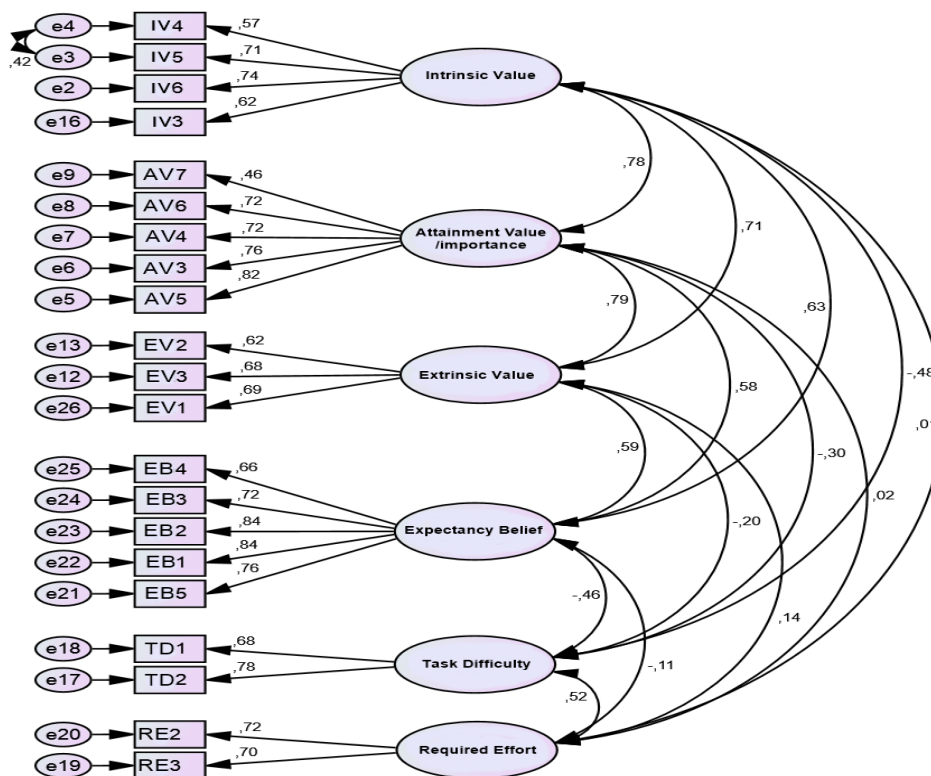 e4 IV4 ,57
,42 e3 IV5 ,71
e2 IV6 ,74
e16 IV3 ,62
Intrinsic Value
e9 AV7 ,46
e8 AV6 ,72
e7 AV4 ,72
e6 AV3 ,76
e5 AV5 ,82
Attainment Value
/importance
e13 EV2 ,62
e12 EV3 ,68
e26 EV1 ,69
Extrinsic Value
e25 EB4 ,66
e24 EB3 ,72
e23 EB2 ,84
e22 EB1 ,84
e21 EB5 ,76
Expectancy Belief
e18 TD1 ,68
e17 TD2 ,78
Task Difficulty
e20 RE2 ,72
e19 RE3 ,70
Required Effort
,78
,71
,79
,63
,58
-,48
,59
-,30
,02
-,20
-,46
,14
-,11
,52